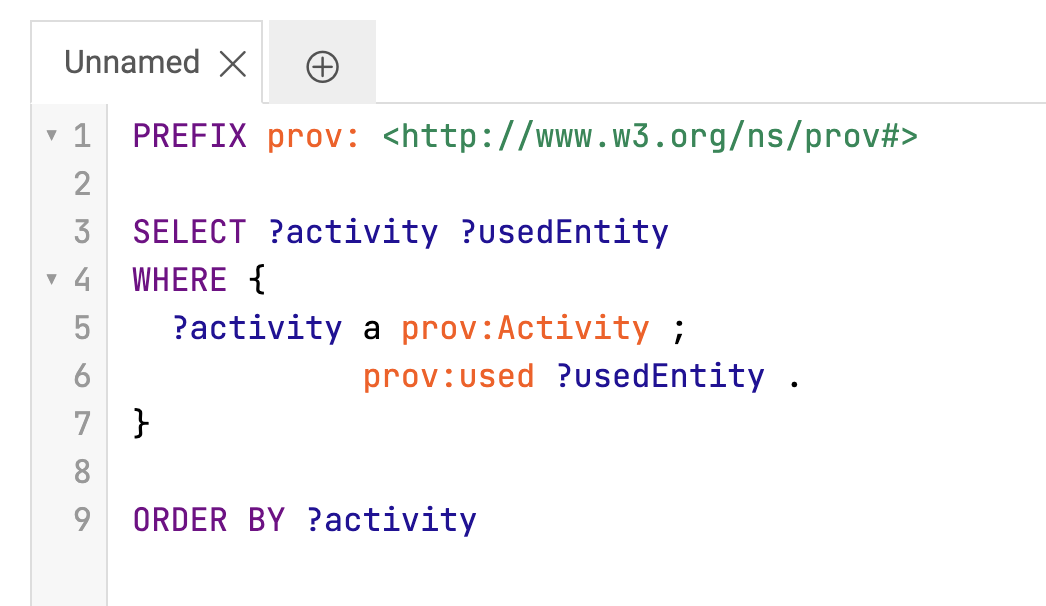 Unnamed
1 PREFIX prov: <http://www.w3.org/ns/prov#>
2
3 SELECT ?activity ?usedEntity
4 WHERE {
5 ?activity a prov:Activity ;
6 prov:used ?usedEntity .
7 }
8
9 ORDER BY ?activity